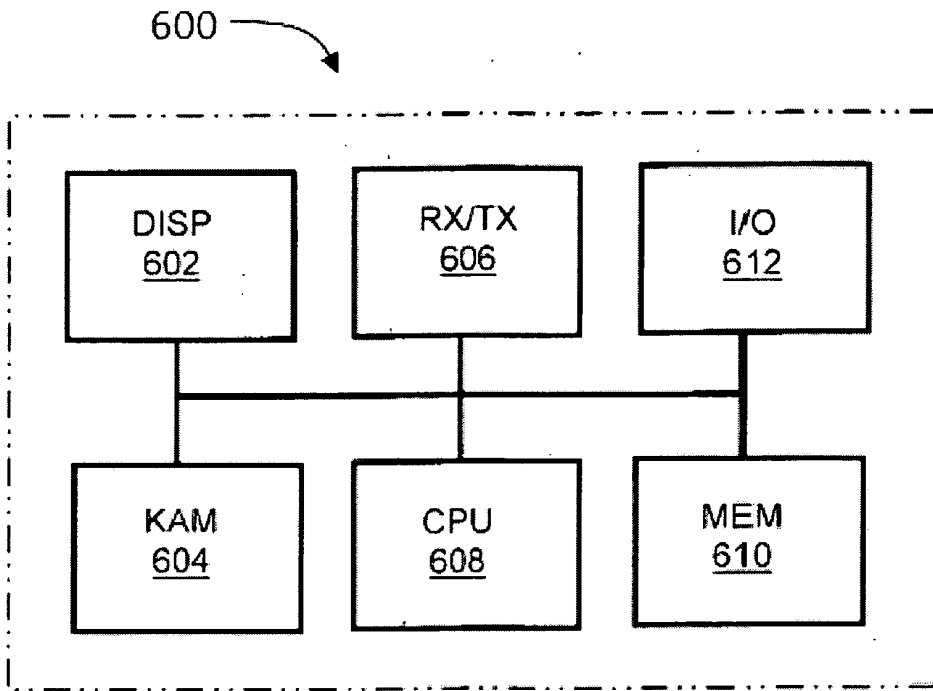 600
DISP
602
RX/TX
606
I/O
612
KAM
604
CPU
608
MEM
610